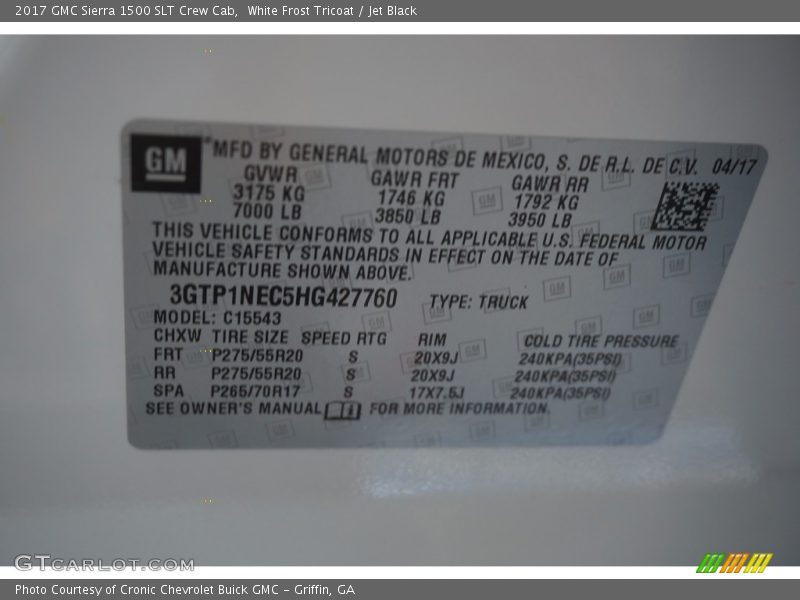 2017 GMC Sierra 1500 SLT Crew Cab,  White Frost Tricoat / Jet Black
GM MFD BY GENERAL MOTORS DE MEXICO, S. DE R.L. DE C.V. 04/17
GVWR GAWR FRT GAWR RR
3175 KG 1746 KG 1792 KG
7000 LB 3850 LB 3950 LB
THIS VEHICLE CONFORMS TO ALL APPLICABLE U.S. FEDERAL MOTOR
VEHICLE SAFETY STANDARDS IN EFFECT ON THE DATE OF
MANUFACTURE SHOWN ABOVE.
3GTP1NEC5HG427760 TYPE: TRUCK
MODEL: C15543
CHXW TIRE SIZE SPEED RTG RIM COLD TIRE PRESSURE
FRT P275/55R20 S 20X9J 240KPA(35PSI)
RR P275/55R20 S 20X9J 240KPA(35PSI)
SPA P265/70R17 S 17X7.5J 240KPA(35PSI)
SEE OWNER'S MANUAL FOR MORE INFORMATION.
GTCARLOT.COM
Photo Courtesy of Cronic Chevrolet Buick GMC - Griffin, GA